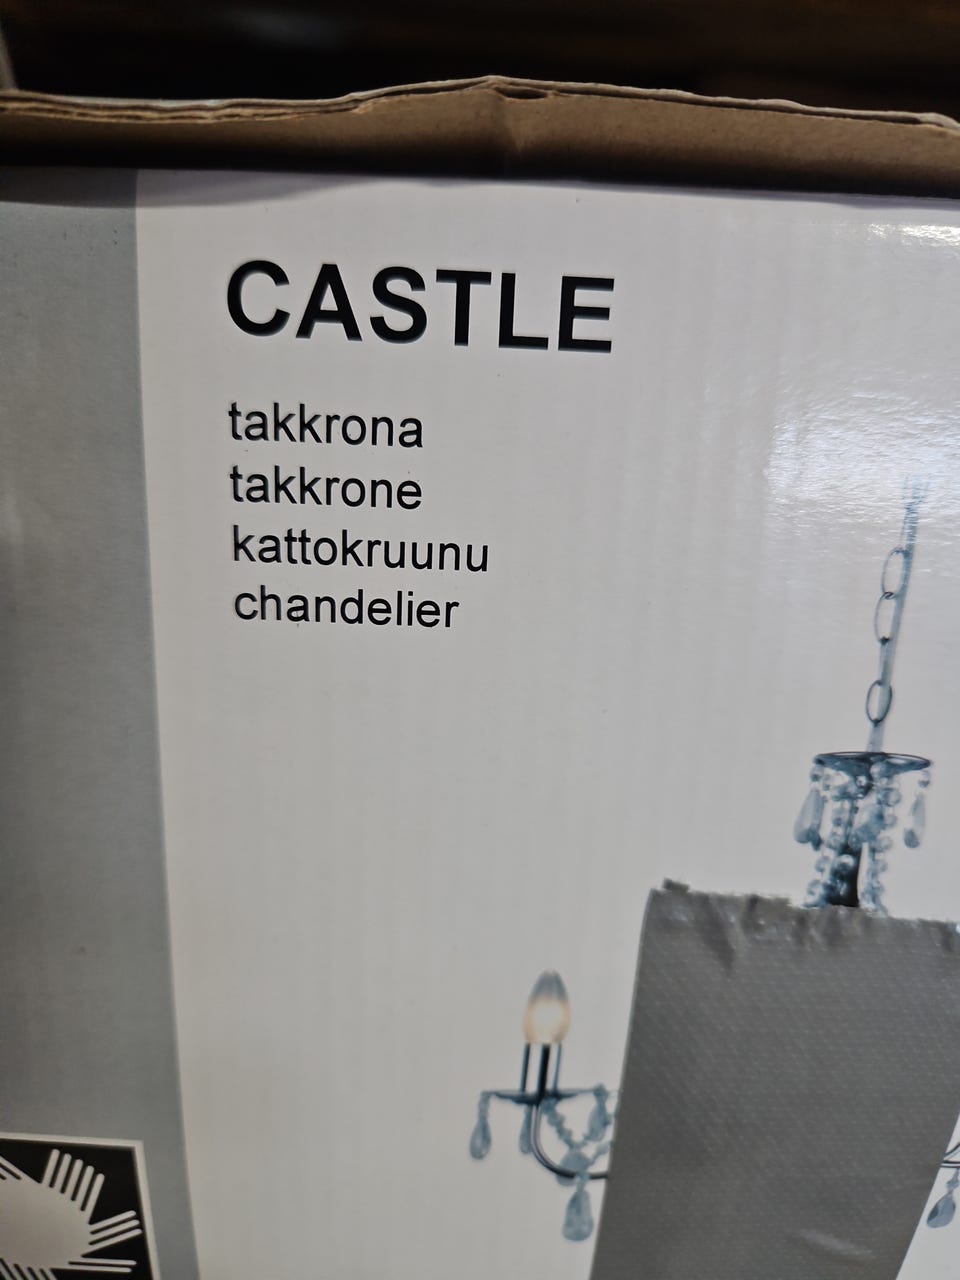 CASTLE
takkrona
takkrone
kattokruunu
chandelier